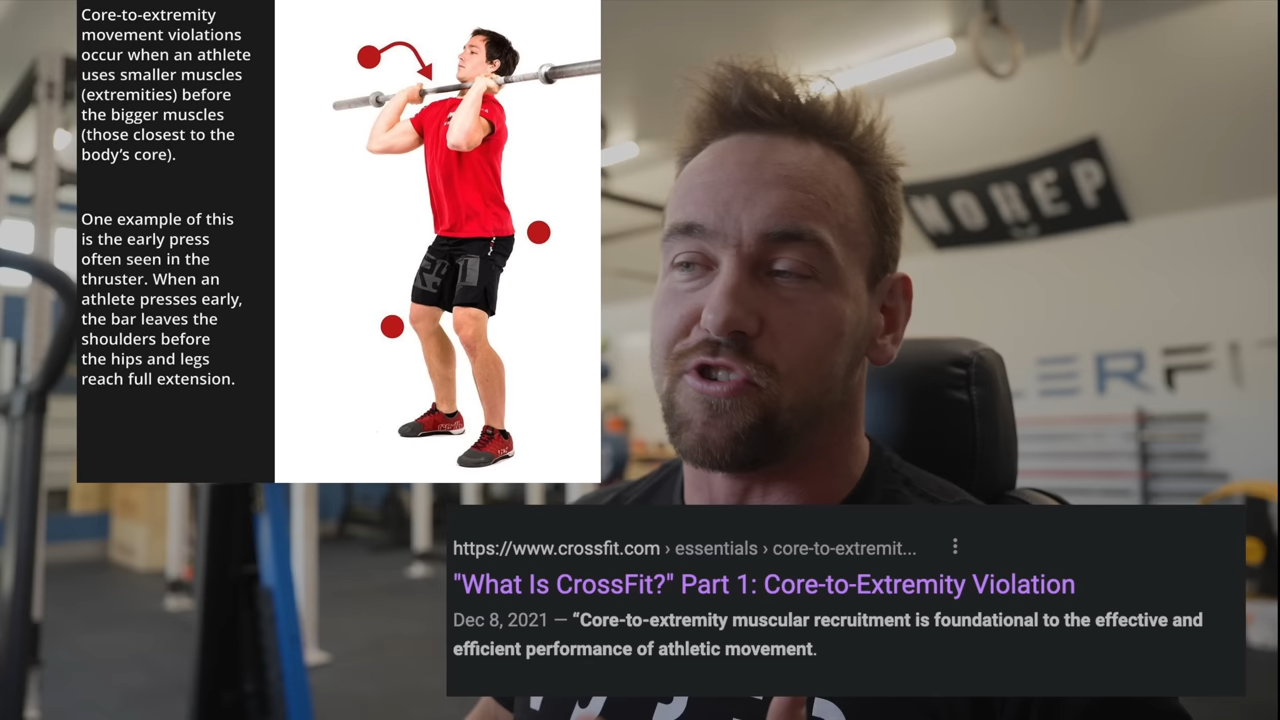 Core-to-extremity
movement violations
occur when an athlete
uses smaller muscles
(extremities) before
the bigger muscles
(those closest to the
body's core).
One example of this
is the early press
often seen in the
thruster. When an
athlete presses early,
the bar leaves the
shoulders before
the hips and legs
reach full extension.
NOREP
ERFIT
https://www.crossfit.com › essentials › core-to-extremit...
"What Is CrossFit?" Part 1: Core-to-Extremity Violation
Dec 8, 2021 — “Core-to-extremity muscular recruitment is foundational to the effective and
efficient performance of athletic movement.